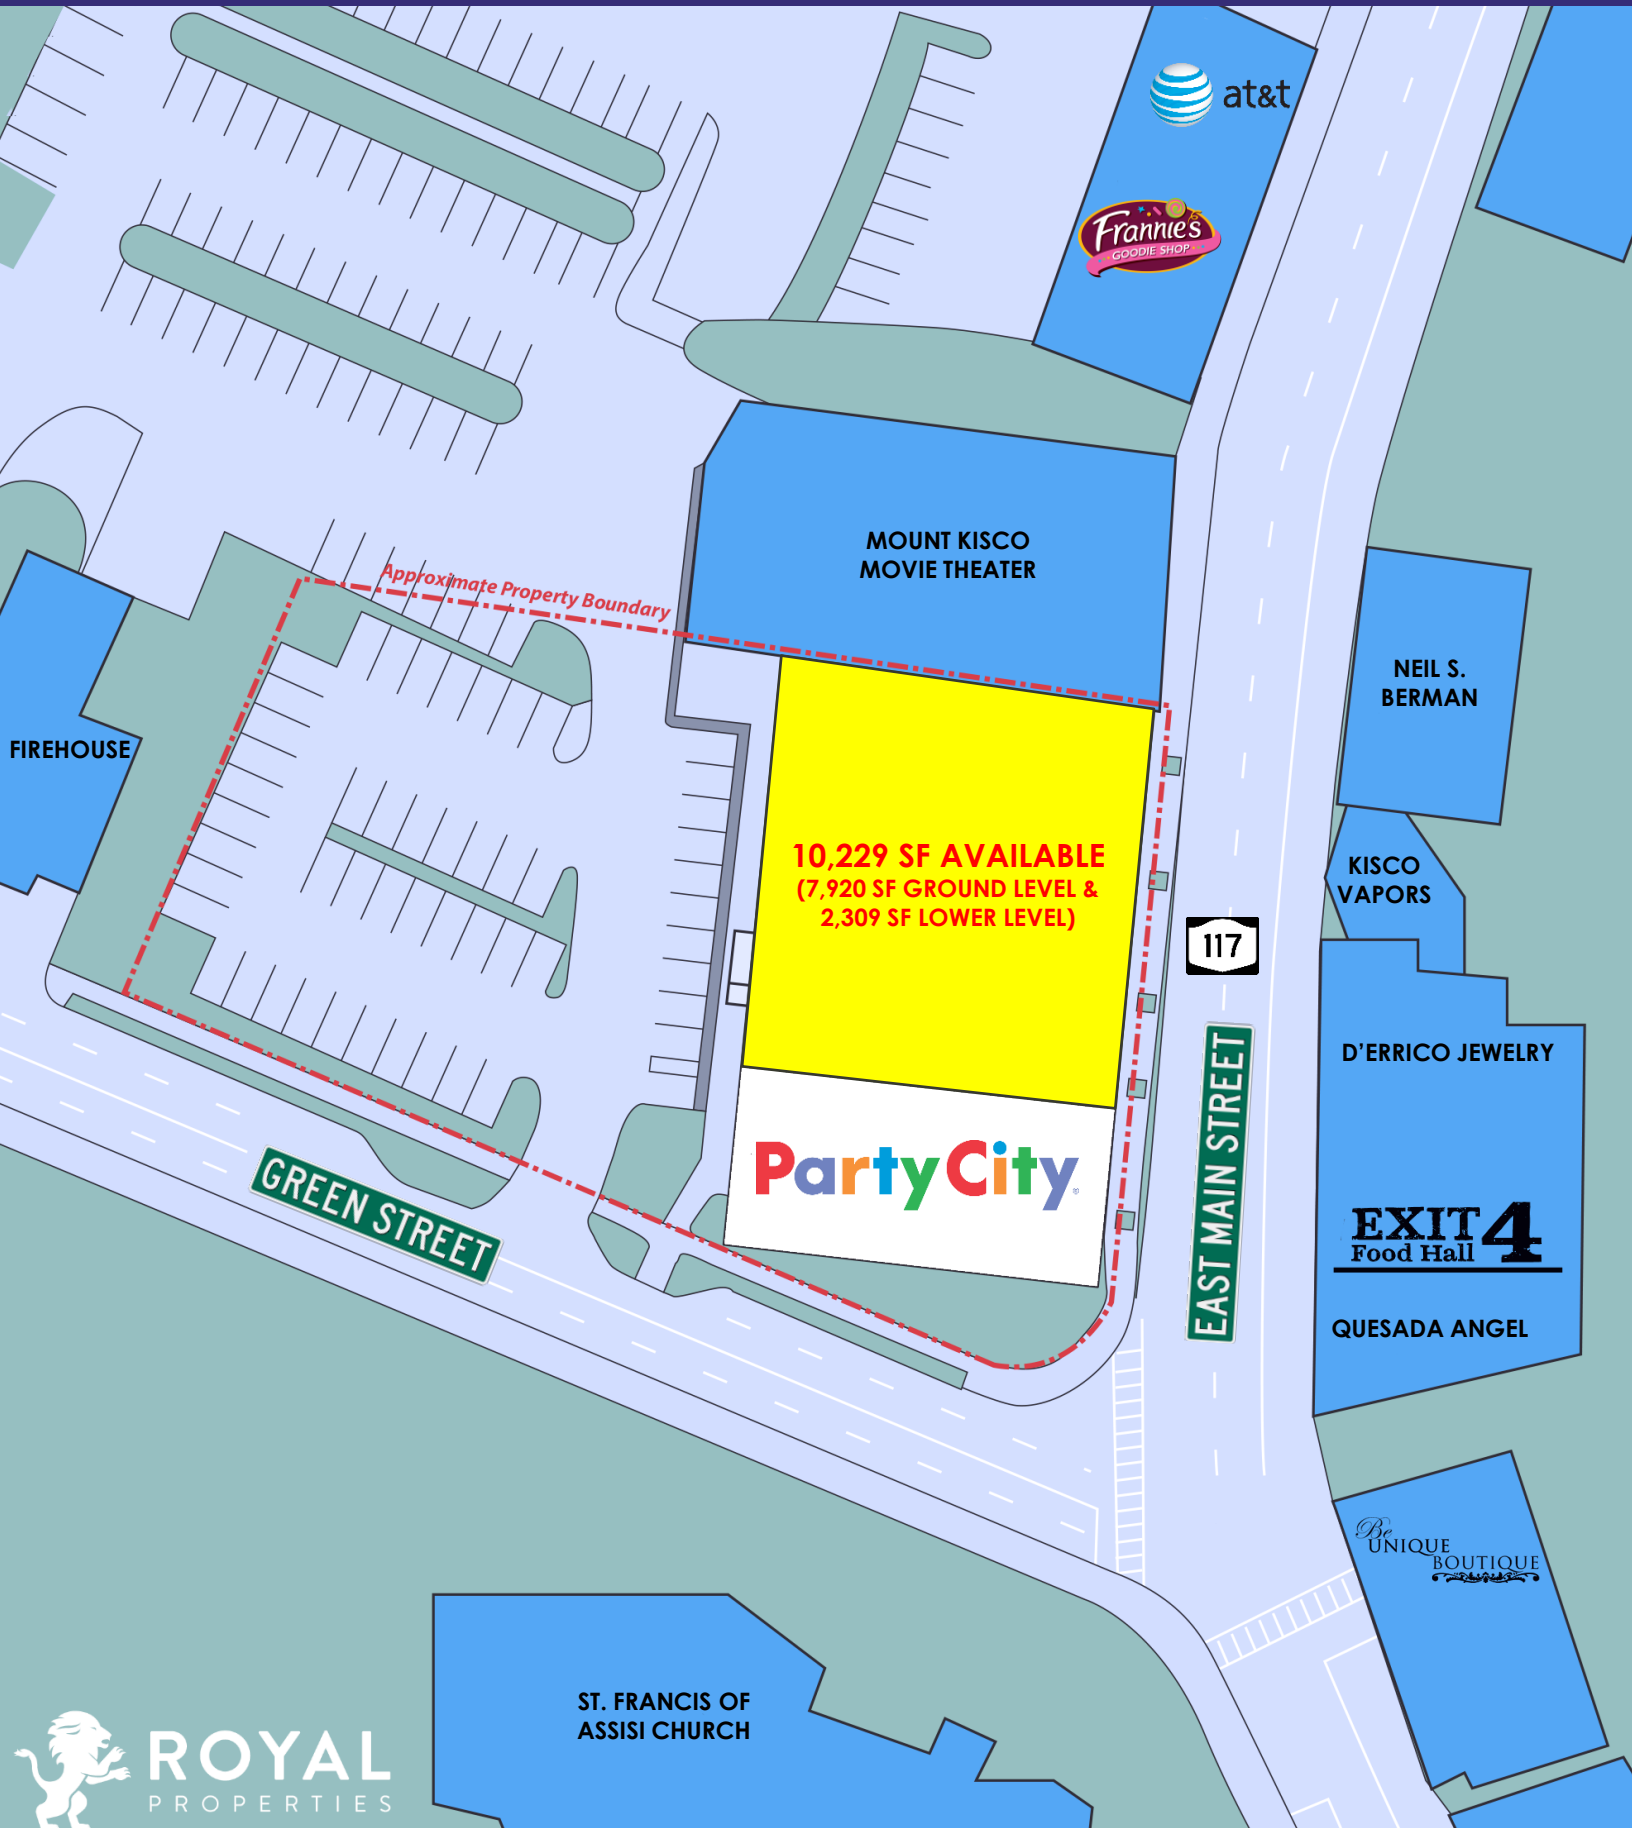 at&t
Frannie's
GOODIE SHOP
MOUNT KISCO
MOVIE THEATER
Approximate Property Boundary
NEIL S.
BERMAN
FIREHOUSE
10,229 SF AVAILABLE
(7,920 SF GROUND LEVEL &
2,309 SF LOWER LEVEL)
KISCO
VAPORS
117
D'ERRICO JEWELRY
EAST MAIN STREET
PartyCity
GREEN STREET
EXIT 4
Food Hall
QUESADA ANGEL
Be
UNIQUE
BOUTIQUE
ST. FRANCIS OF
ASSISI CHURCH
ROYAL
PROPERTIES